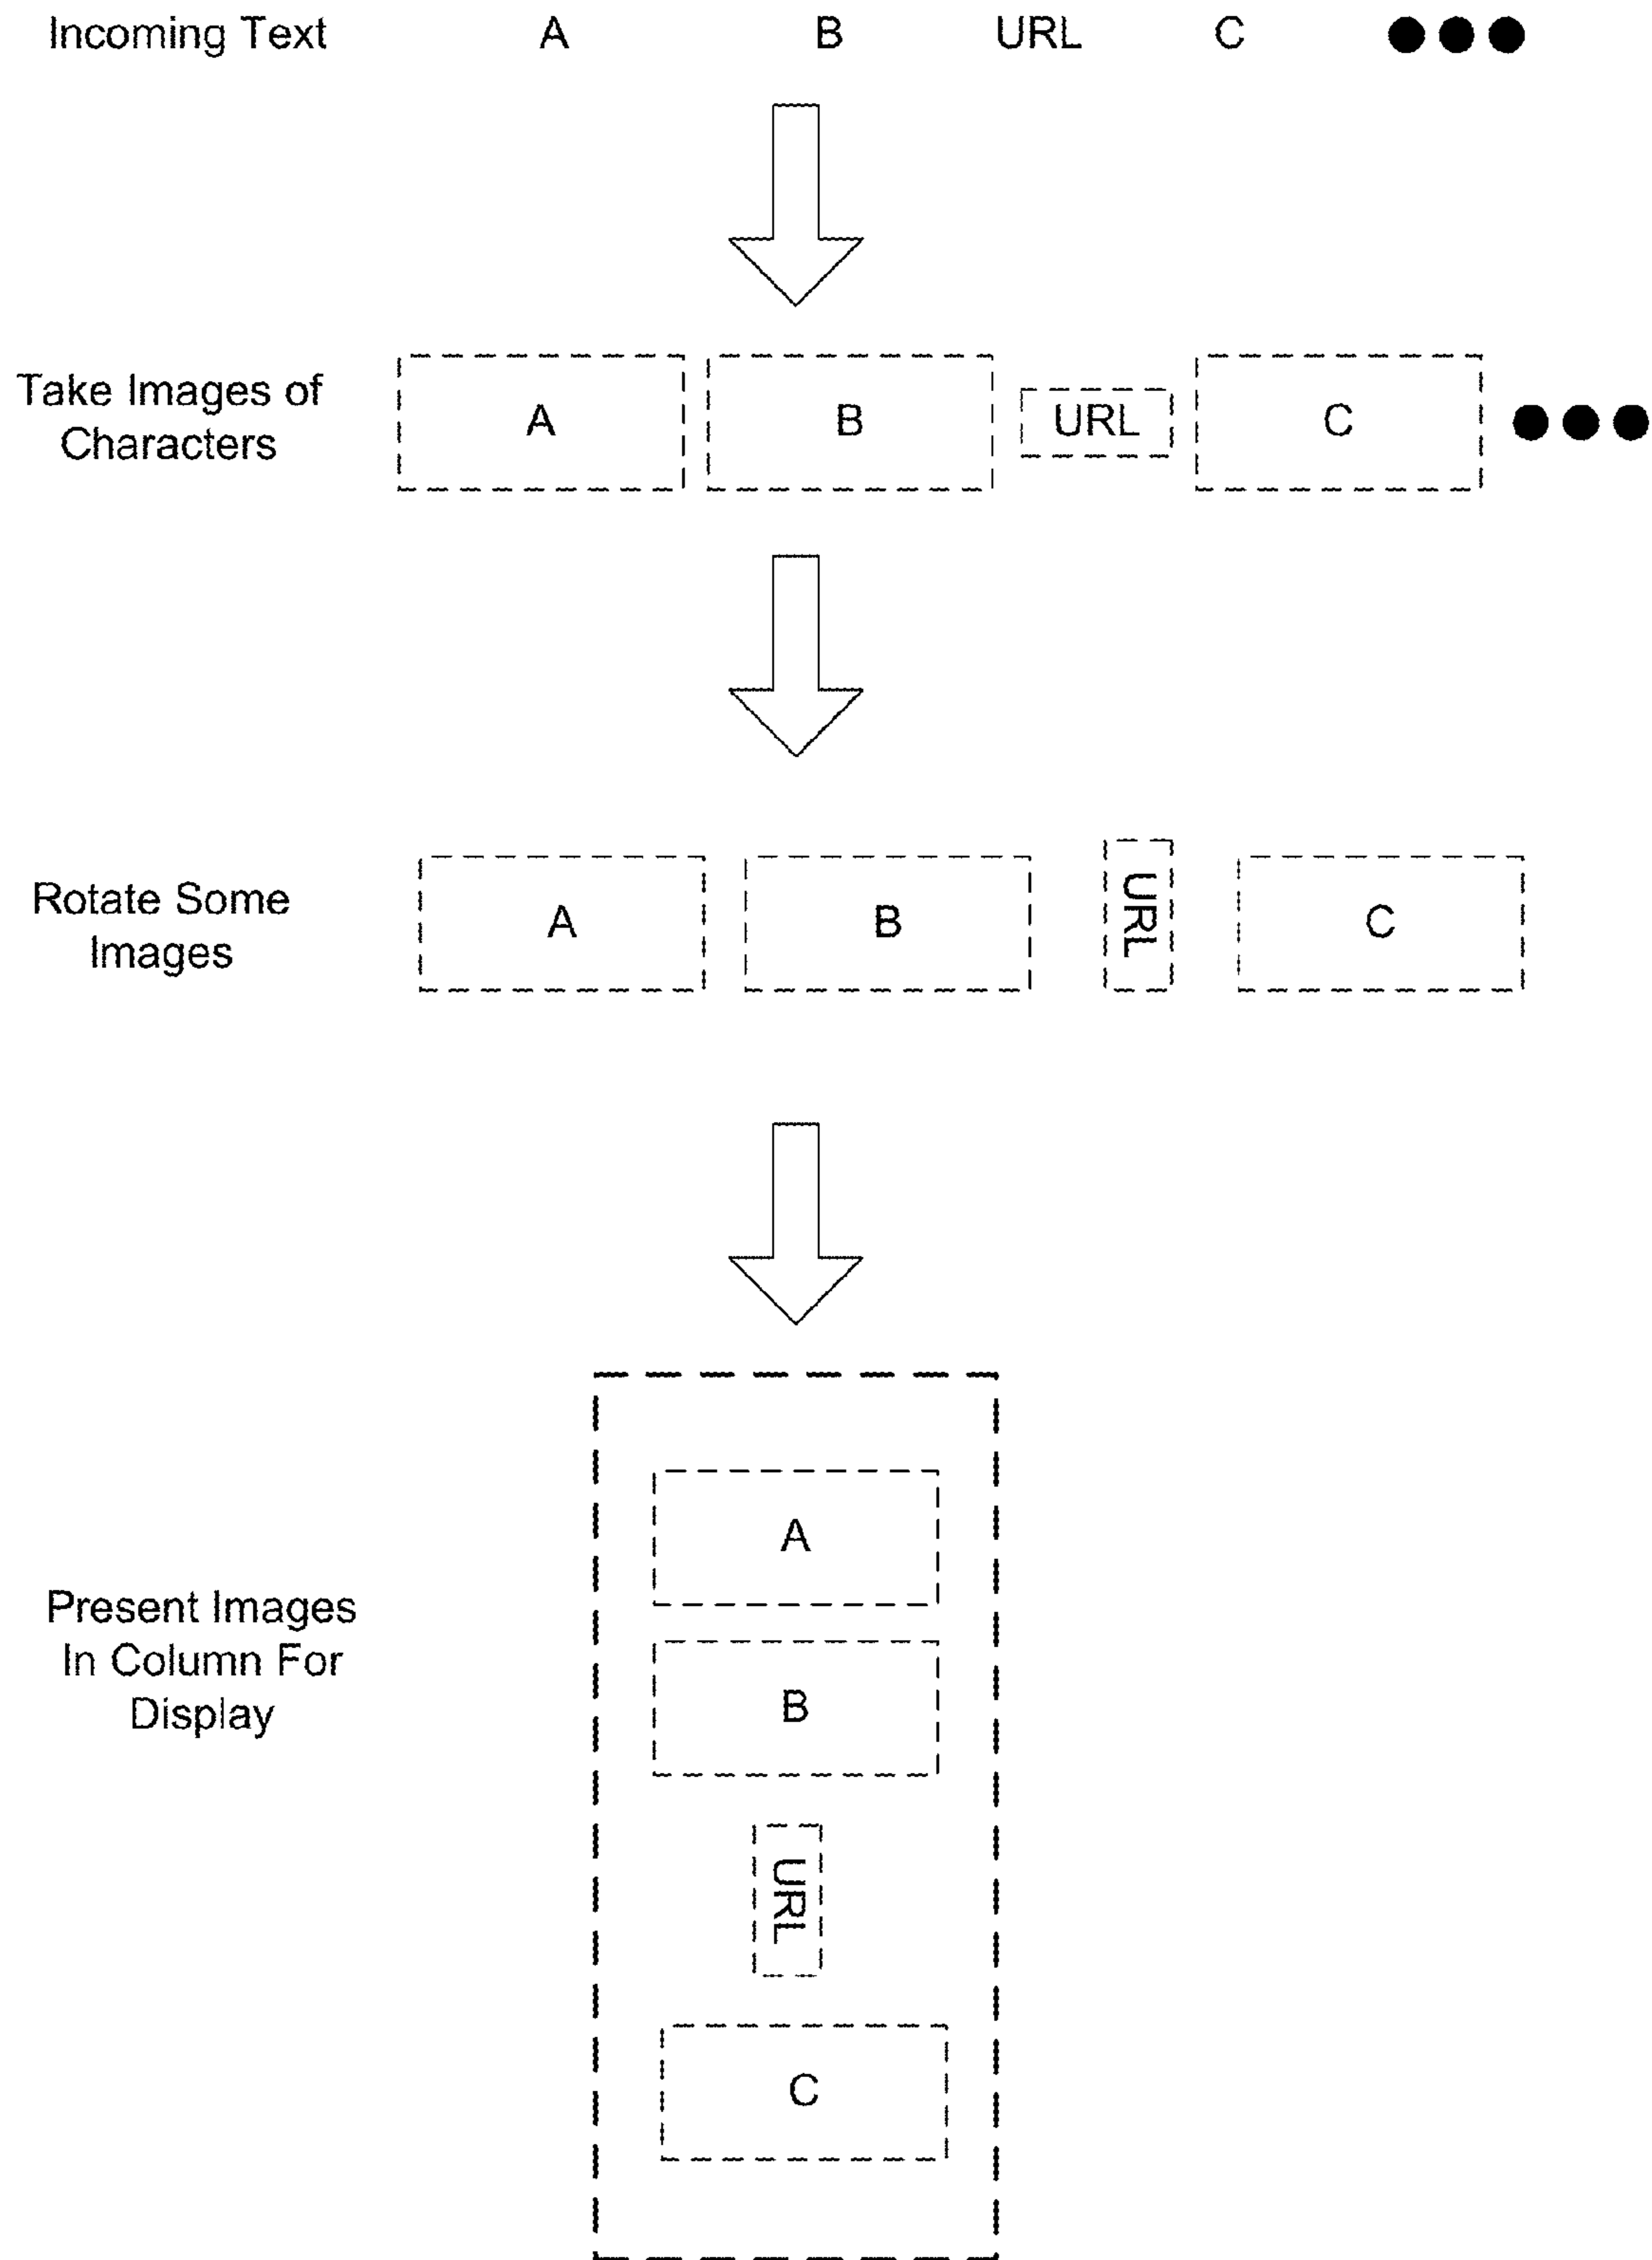 Incoming Text A B URL C ●●●
Take Images of
Characters
A B URL C ●●●
Rotate Some
Images
A B URL C
Present Images
In Column For
Display
A
B
URL
C